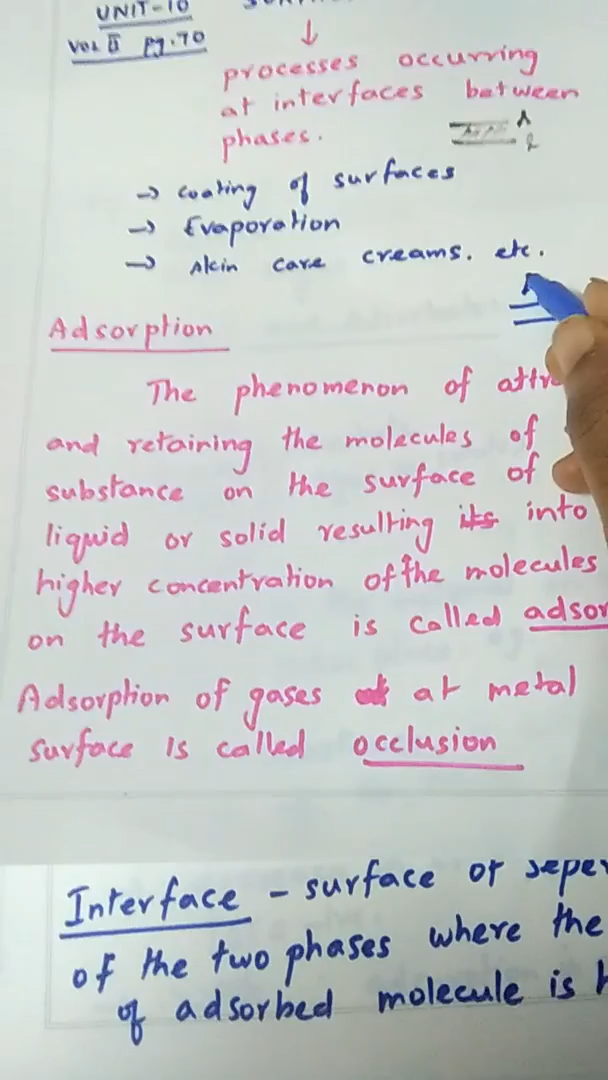 UNIT-10
Vol II pg.70
processes occurring
at interfaces between
phases.
→ Coating of surfaces
→ Evaporation
→ skin care creams. etc.
Adsorption
The phenomenon of
and retaining the molecules of
substance on the surface of
liquid or solid resulting its into
higher concentration of the molecules
on the surface is called
Adsorption of gases at metal
surface is called occlusion
Interface - surface of
of the two phases where the
of adsorbed molecule is